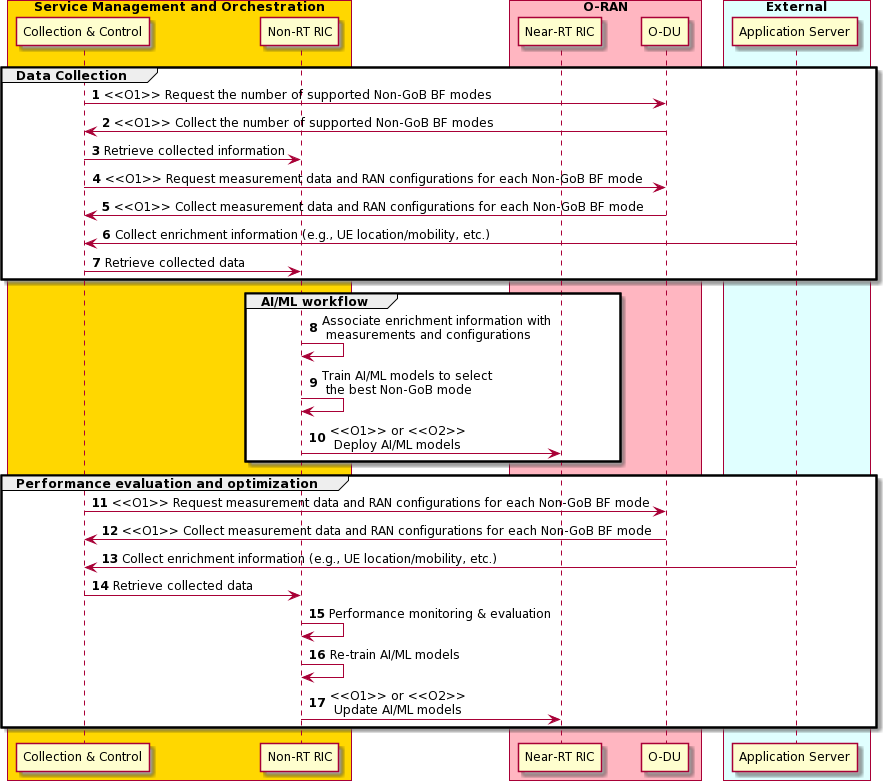 Service Management and Orchestration
O-RAN
External
Collection & Control
Non-RT RIC
Near-RT RIC
O-DU
Application Server
Data Collection
1 <<O1>> Request the number of supported Non-GoB BF modes
2 <<O1>> Collect the number of supported Non-GoB BF modes
3 Retrieve collected information
4 <<O1>> Request measurement data and RAN configurations for each Non-GoB BF mode
5 <<O1>> Collect measurement data and RAN configurations for each Non-GoB BF mode
6 Collect enrichment information (e.g., UE location/mobility, etc.)
7 Retrieve collected data
AI/ML workflow
8 Associate enrichment information with
measurements and configurations
9 Train AI/ML models to select
the best Non-GoB mode
10 <<O1>> or <<O2>>
Deploy AI/ML models
Performance evaluation and optimization
11 <<O1>> Request measurement data and RAN configurations for each Non-GoB BF mode
12 <<O1>> Collect measurement data and RAN configurations for each Non-GoB BF mode
13 Collect enrichment information (e.g., UE location/mobility, etc.)
14 Retrieve collected data
15 Performance monitoring & evaluation
16 Re-train AI/ML models
17 <<O1>> or <<O2>>
Update AI/ML models
Collection & Control
Non-RT RIC
Near-RT RIC
O-DU
Application Server